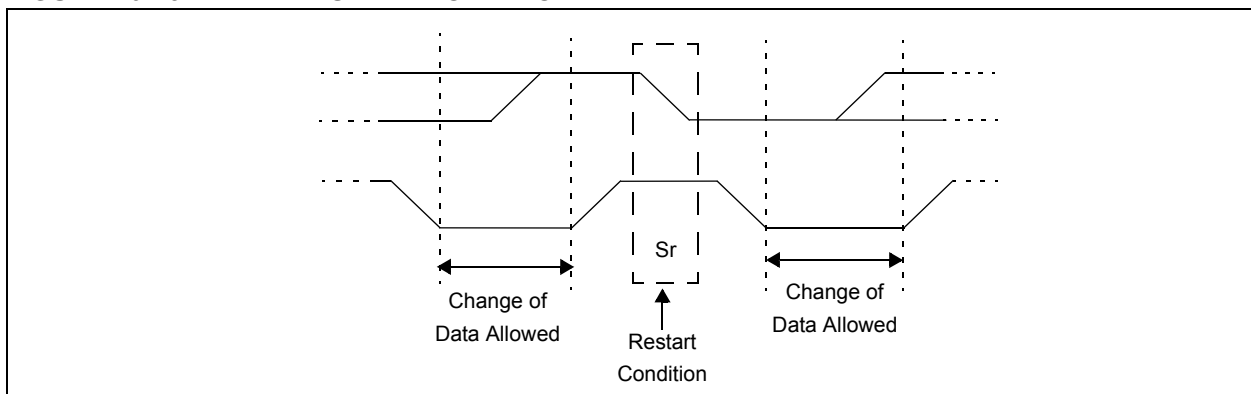 Sr
Change of
Data Allowed
Restart
Condition
Change of
Data Allowed